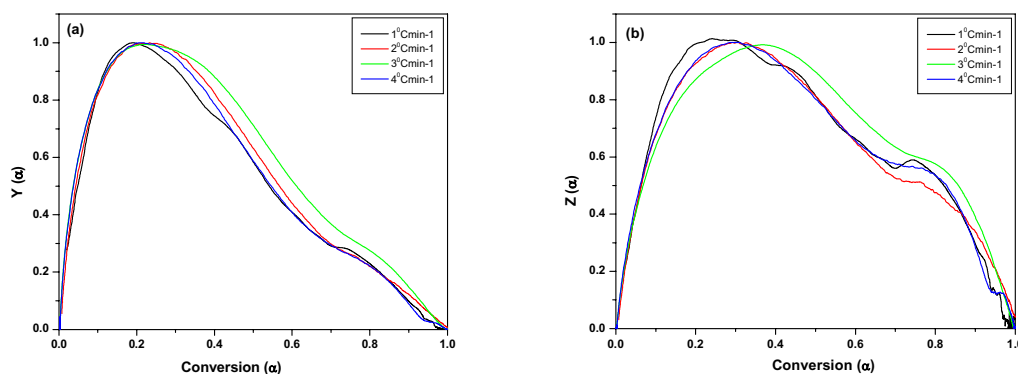 (a)
1⁰Cmin-1
2⁰Cmin-1
3⁰Cmin-1
4⁰Cmin-1
Y (α)
1.0
0.8
0.6
0.4
0.2
0.0
0.0 0.2 0.4 0.6 0.8 1.0
Conversion (α)
(b)
1⁰Cmin-1
2⁰Cmin-1
3⁰Cmin-1
4⁰Cmin-1
Z (α)
1.0
0.8
0.6
0.4
0.2
0.0
0.0 0.2 0.4 0.6 0.8 1.0
Conversion (α)